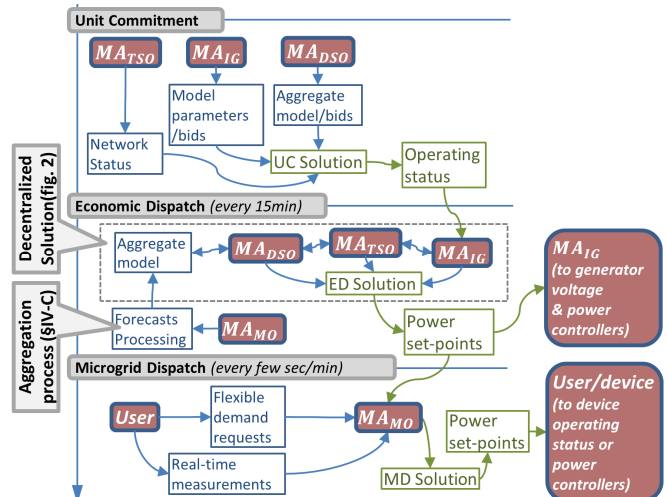 Unit Commitment
MA_TSO
MA_IG
MA_DSO
Model
parameters
/bids
Aggregate
model/bids
Network
Status
UC Solution
Operating
status
Decentralized
Solution(fig. 2)
Economic Dispatch (every 15min)
Aggregate
model
MA_DSO
MA_TSO
MA_IG
ED Solution
MA_IG
(to generator
voltage
& power
controllers)
Aggregation
process (§IV-C)
Forecasts
Processing
MA_MO
Power
set-points
Microgrid Dispatch (every few sec/min)
User
Flexible
demand
requests
MA_MO
Power
set-points
Real-time
measurements
MD Solution
User/device
(to device
operating
status or
power
controllers)